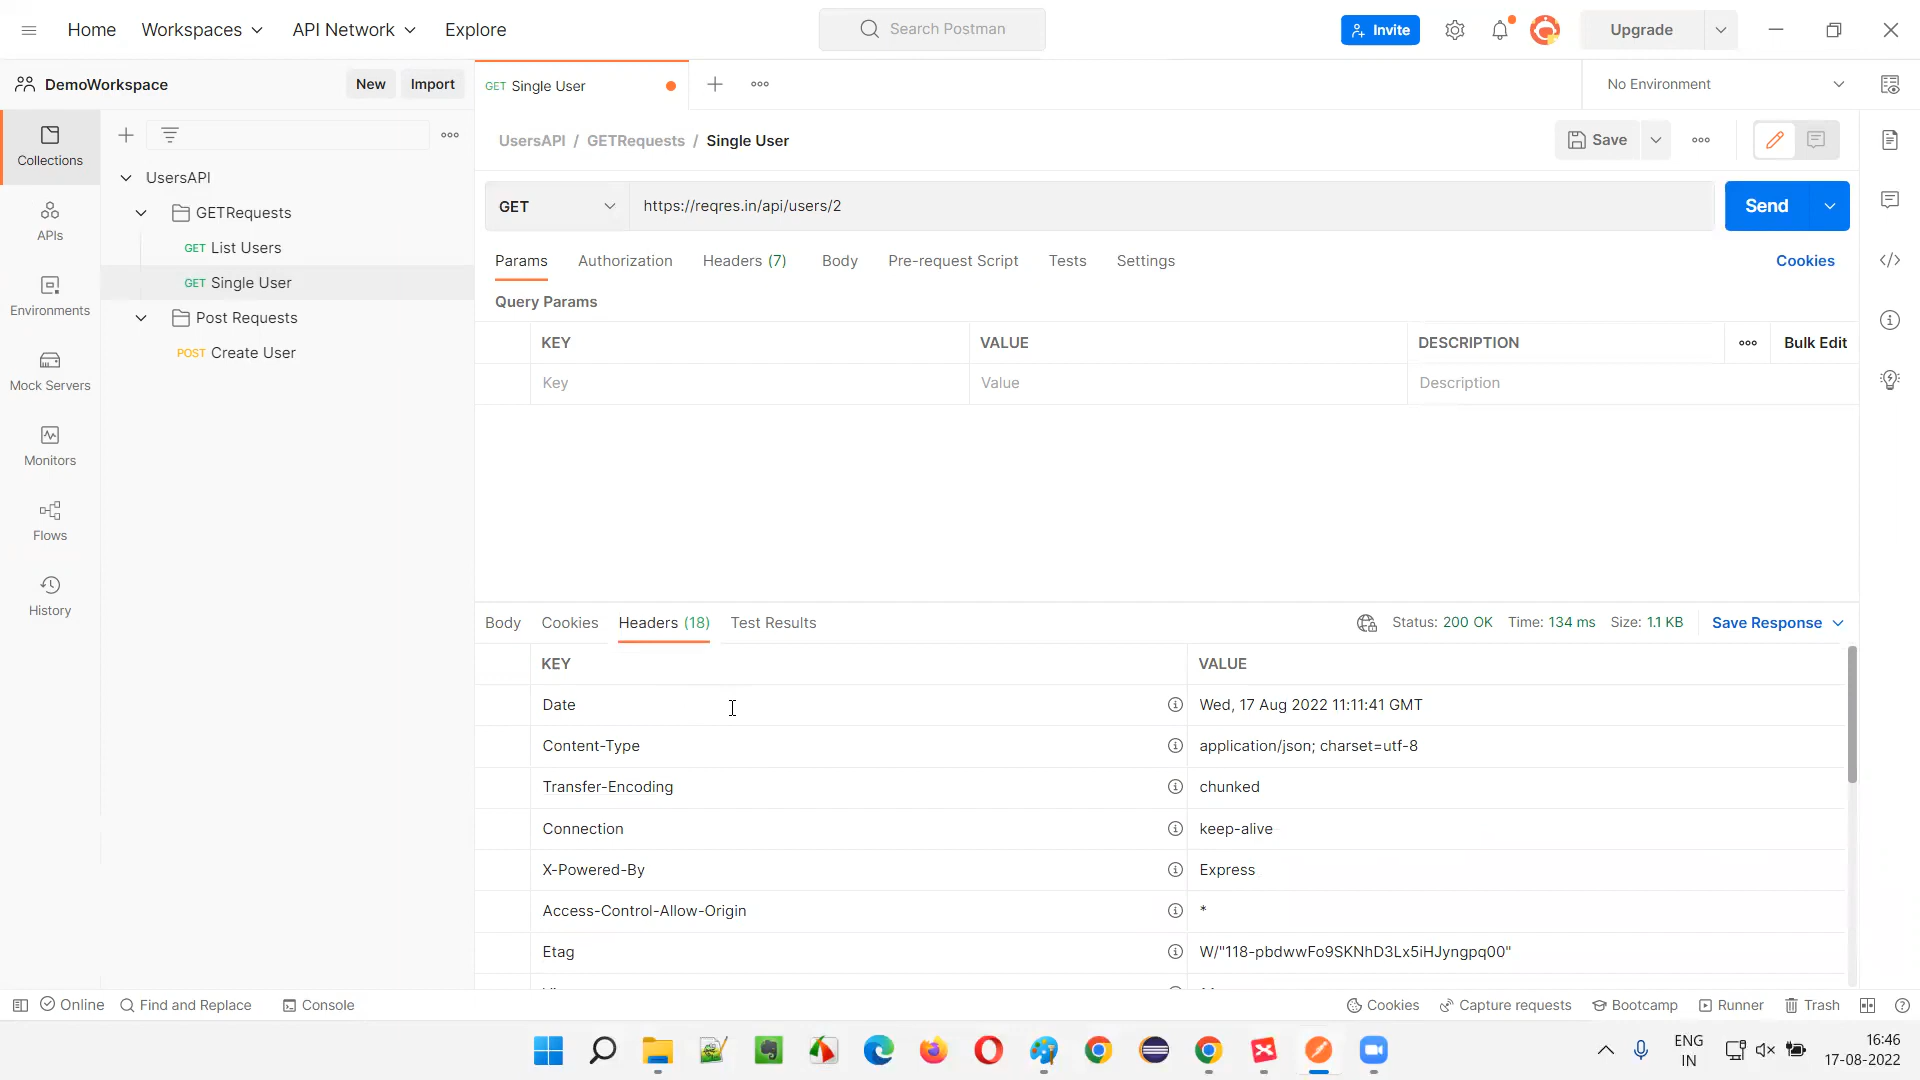 Home Workspaces API Network Explore Search Postman Invite Upgrade
DemoWorkspace New Import GET Single User No Environment
Collections
UsersAPI / GETRequests / Single User Save
UsersAPI
GETRequests
GET List Users
GET Single User
Post Requests
POST Create User
APIs
Environments
Mock Servers
Monitors
Flows
History
GET https://reqres.in/api/users/2 Send
Params Authorization Headers (7) Body Pre-request Script Tests Settings Cookies
Query Params
KEY VALUE DESCRIPTION Bulk Edit
Key Value Description
Body Cookies Headers (18) Test Results Status: 200 OK Time: 134 ms Size: 1.1 KB Save Response
KEY VALUE
Date Wed, 17 Aug 2022 11:11:41 GMT
Content-Type application/json; charset=utf-8
Transfer-Encoding chunked
Connection keep-alive
X-Powered-By Express
Access-Control-Allow-Origin *
Etag W/"118-pbdwwFo9SKNhD3Lx5iHJyngpq00"
Online Find and Replace Console Cookies Capture requests Bootcamp Runner Trash
ENG
IN
16:46
17-08-2022